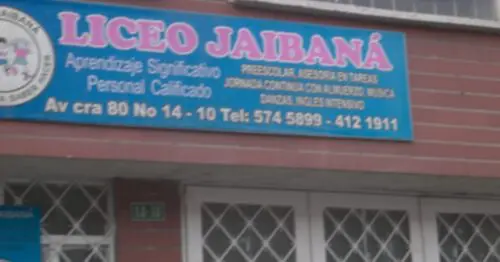 LICEO JAIBANÁ
Aprendizaje Significativo
Personal Calificado
PREESCOLAR, ASESORIA EN TAREAS
JORNADA CONTINUA CON ALMUERZO MUSICA
DANZAS, INGLES INTENSIVO
Av cra 80 No 14 - 10 Tel: 574 5899 - 412 1911